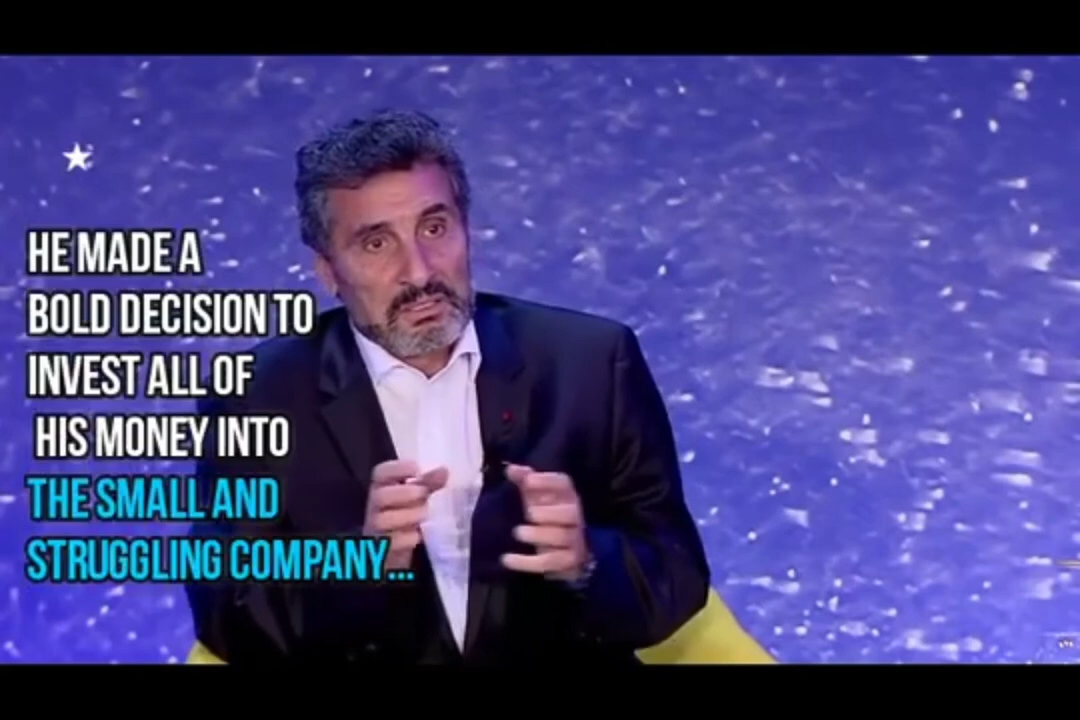 HE MADE A
BOLD DECISION TO
INVEST ALL OF
HIS MONEY INTO
THE SMALL AND
STRUGGLING COMPANY...